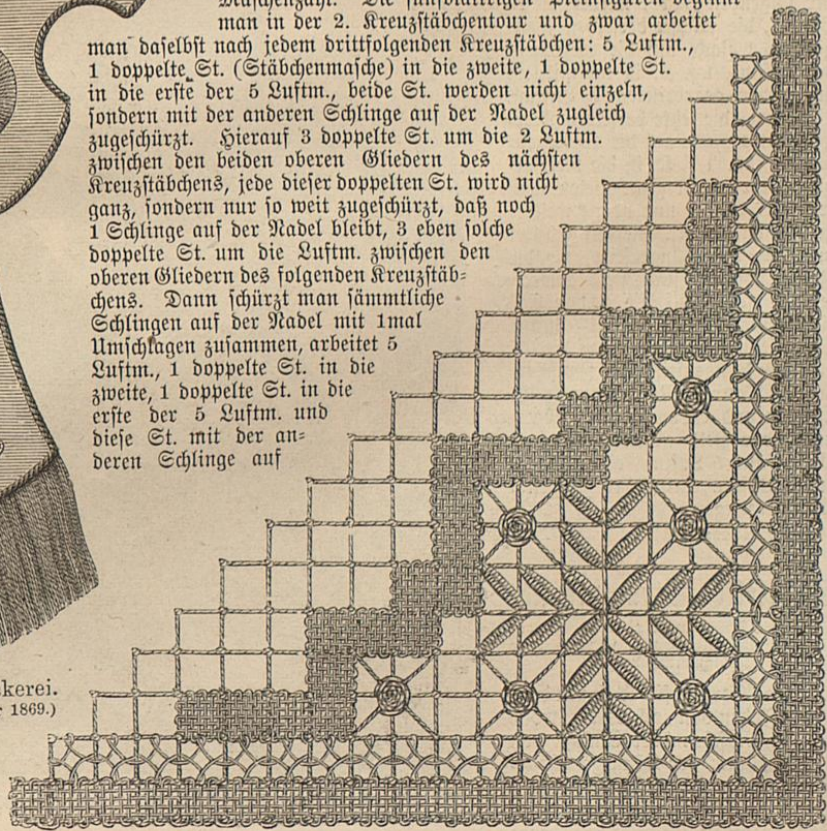 man in der 2. Kreuzstäbchentour und zwar arbeitet
man daselbst nach jedem drittfolgenden Kreuzstäbchen: 5 Luftm.,
1 doppelte St. (Stäbchenmasche) in die zweite, 1 doppelte St.
in die erste der 5 Luftm., beide St. werden nicht einzeln,
sondern mit der anderen Schlinge auf der Nadel zugleich
zugeschürzt. Hierauf 3 doppelte St. um die 2 Luftm.
zwischen den beiden oberen Gliedern des nächsten
Kreuzstäbchens, jede dieser doppelten St. wird nicht
ganz, sondern nur so weit zugeschürzt, daß noch
1 Schlinge auf der Nadel bleibt, 3 eben solche
doppelte St. um die Luftm. zwischen den
oberen Gliedern des folgenden Kreuzstäb-
chens. Dann schürzt man sämmtliche
Schlingen auf der Nadel mit 1mal
Umschlagen zusammen, arbeitet 5
Luftm., 1 doppelte St. in die
zweite, 1 doppelte St. in die
erste der 5 Luftm. und
diese St. mit der an-
deren Schlinge auf
kerei.
1869.)